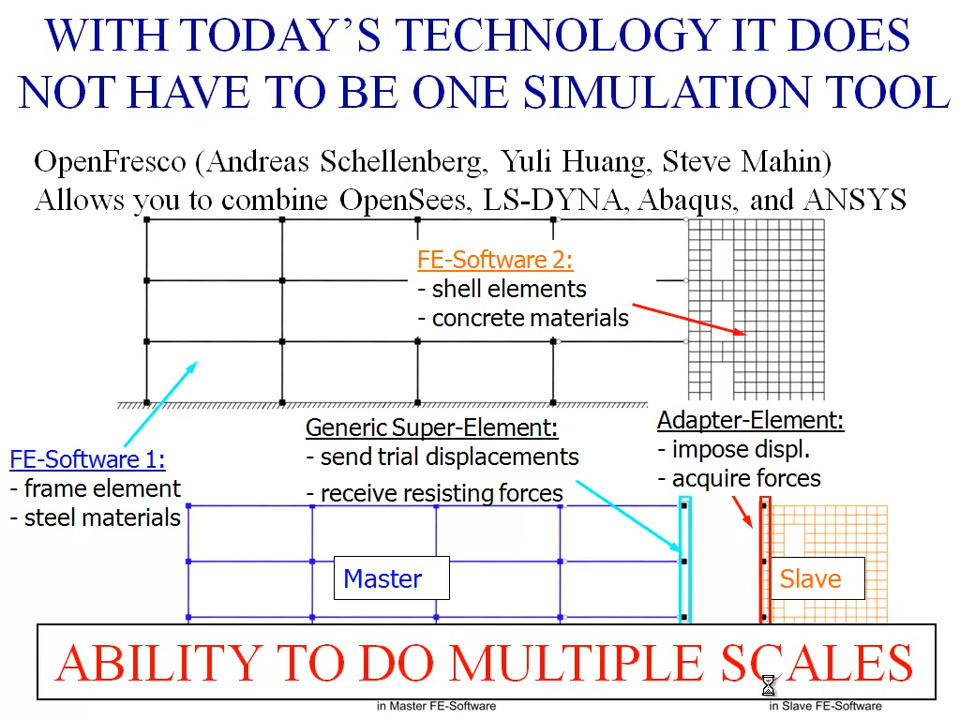 WITH TODAY'S TECHNOLOGY IT DOES
NOT HAVE TO BE ONE SIMULATION TOOL
OpenFresco (Andreas Schellenberg, Yuli Huang, Steve Mahin)
Allows you to combine OpenSees, LS-DYNA, Abaqus, and ANSYS
FE-Software 2:
- shell elements
- concrete materials
Generic Super-Element:
- send trial displacements
- receive resisting forces
Adapter-Element:
- impose displ.
- acquire forces
FE-Software 1:
- frame element
- steel materials
Master
Slave
ABILITY TO DO MULTIPLE SCALES
in Master FE-Software
in Slave FE-Software